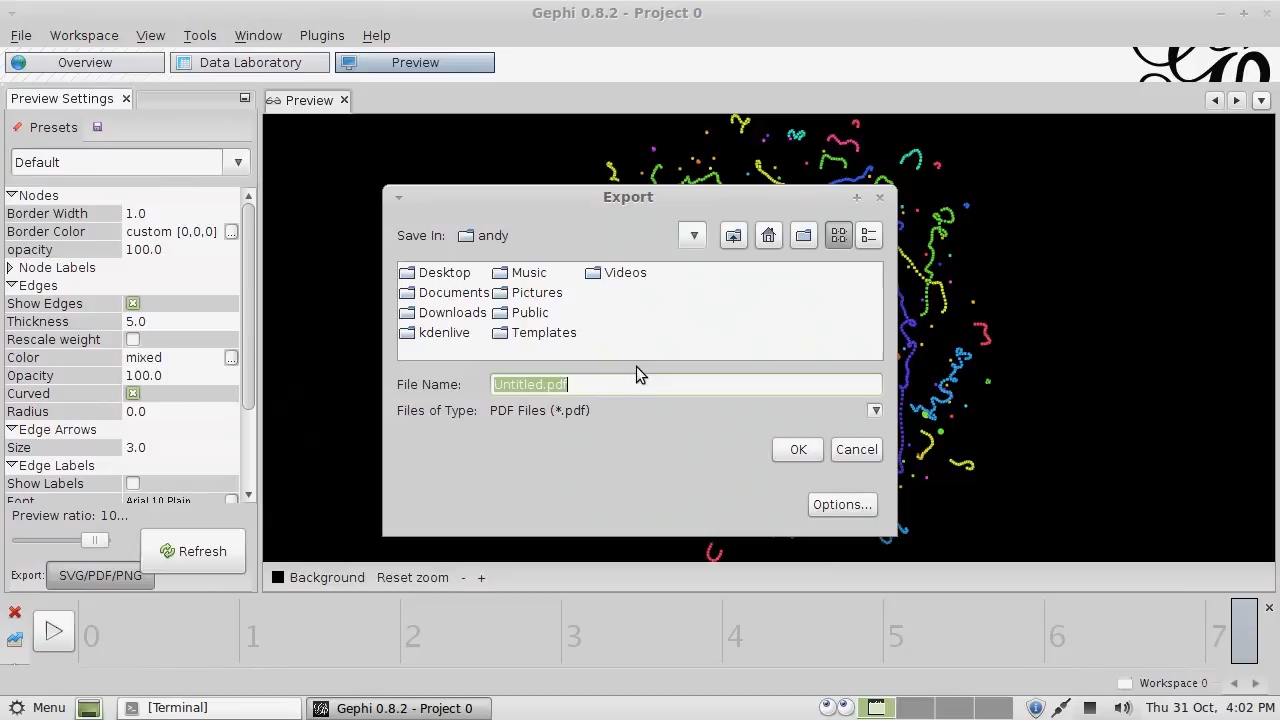 Gephi 0.8.2 - Project 0
File Workspace View Tools Window Plugins Help
Overview Data Laboratory Preview
Preview Settings
Preview
Presets
Default
Nodes
Border Width 1.0
Border Color custom [0,0,0] ...
opacity 100.0
Node Labels
Edges
Show Edges
Thickness 5.0
Rescale weight
Color mixed ...
Opacity 100.0
Curved
Radius 0.0
Edge Arrows
Size 3.0
Edge Labels
Show Labels
Font Arial 10 Plain
Preview ratio: 10...
Refresh
Export: SVG/PDF/PNG
Export
Save In: andy
Desktop Music Videos
Documents Pictures
Downloads Public
kdenlive Templates
File Name: Untitled.pdf
Files of Type: PDF Files (*.pdf)
OK Cancel
Options...
Background Reset zoom - +
0 1 2 3 4 5 6 7
Workspace 0
Menu [Terminal] Gephi 0.8.2 - Project 0 Thu 31 Oct, 4:02 PM